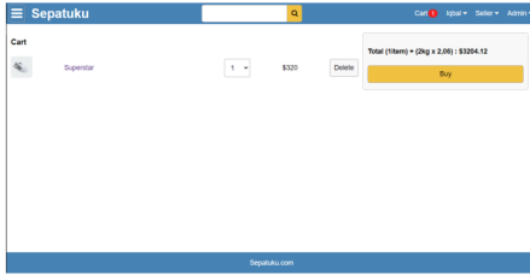 Sepatuku
Cart 1 Iqbal Seller Admin
Cart
Superstar 1 $320 Delete
Total (1item) = (2kg x 2,06) : $3204.12
Buy
Sepatuku.com